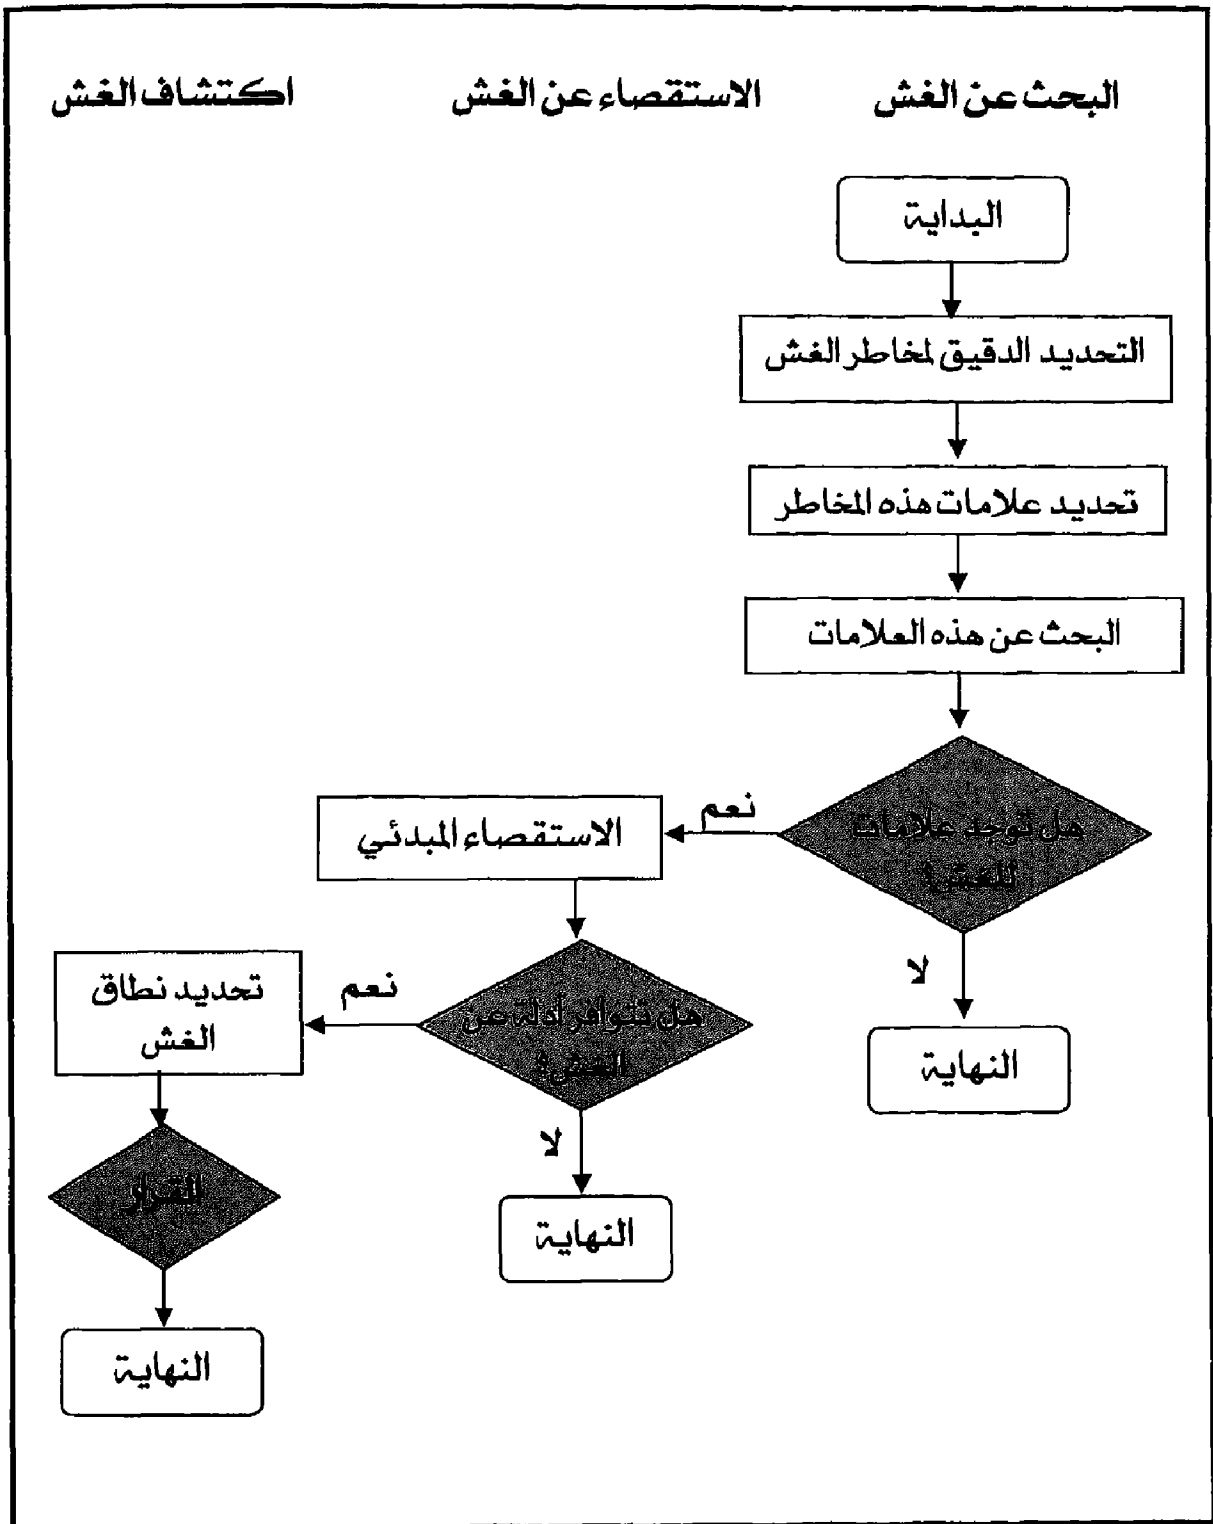 البحث عن الغش
الاستقصاء عن الغش
اكتشاف الغش
البداية
التحديد الدقيق لمخاطر الغش
تحديد علامات هذه المخاطر
البحث عن هذه العلامات
هل توجد علامات
للغش؟
نعم
الاستقصاء المبدئي
لا
النهاية
هل تتوافر أدلة عن
الغش؟
نعم
تحديد نطاق
الغش
لا
النهاية
القرار
النهاية